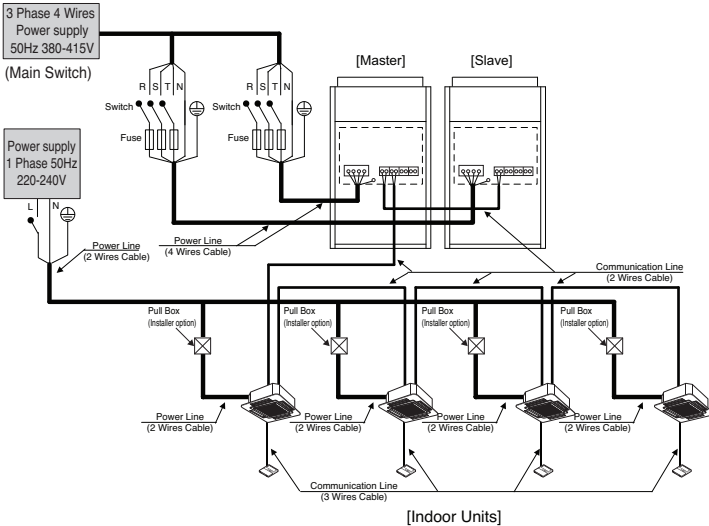 3 Phase 4 Wires
Power supply
50Hz 380-415V
(Main Switch)
[Master]
[Slave]
R S T N
R S T N
Switch
Switch
Fuse
Fuse
Power supply
1 Phase 50Hz
220-240V
L N
Power Line
(2 Wires Cable)
Power Line
(4 Wires Cable)
Communication Line
(2 Wires Cable)
Pull Box
(Installer option)
Pull Box
(Installer option)
Pull Box
(Installer option)
Pull Box
(Installer option)
Power Line
(2 Wires Cable)
Power Line
(2 Wires Cable)
Power Line
(2 Wires Cable)
Power Line
(2 Wires Cable)
Communication Line
(3 Wires Cable)
[Indoor Units]